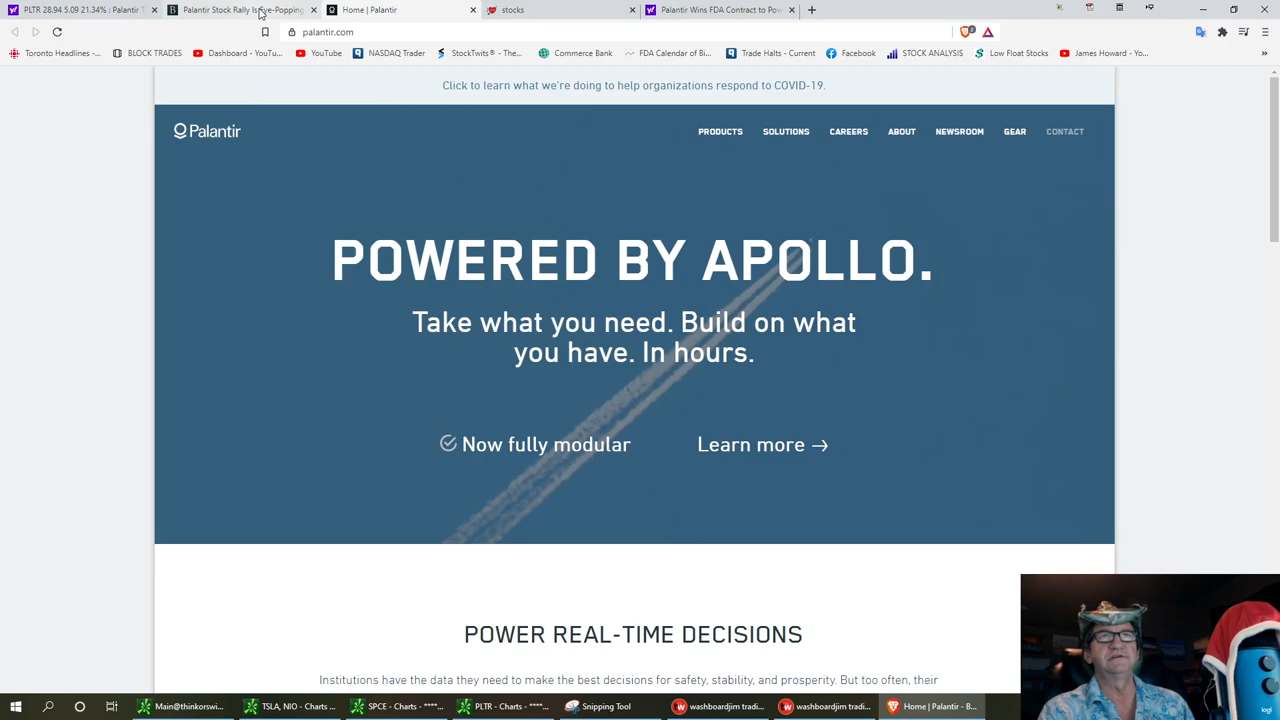 PLTR 28.94 5.09 21.34% : Palantir T
Palantir Stock Rally Is Eye-Popping
Home | Palantir
stocks
Palantir Wins FDA Contract to Pow
palantir.com
Toronto Headlines -...
BLOCK TRADES
Dashboard - YouTu...
YouTube
NASDAQ Trader
StockTwits® - The...
Commerce Bank
FDA Calendar of Bi...
Trade Halts - Current
Facebook
STOCK ANALYSIS
Low Float Stocks
James Howard - Yo...
Click to learn what we're doing to help organizations respond to COVID-19.
Palantir
PRODUCTS
SOLUTIONS
CAREERS
ABOUT
NEWSROOM
GEAR
CONTACT
POWERED BY APOLLO.
Take what you need. Build on what
you have. In hours.
Now fully modular
Learn more →
POWER REAL-TIME DECISIONS
Institutions have the data they need to make the best decisions for safety, stability, and prosperity. But too often, their
logi
Main@thinkorswi...
TSLA, NIO - Charts ...
SPCE - Charts - ****...
PLTR - Charts - ****...
Snipping Tool
washboardjim tradi...
washboardjim tradi...
Home | Palantir - B...